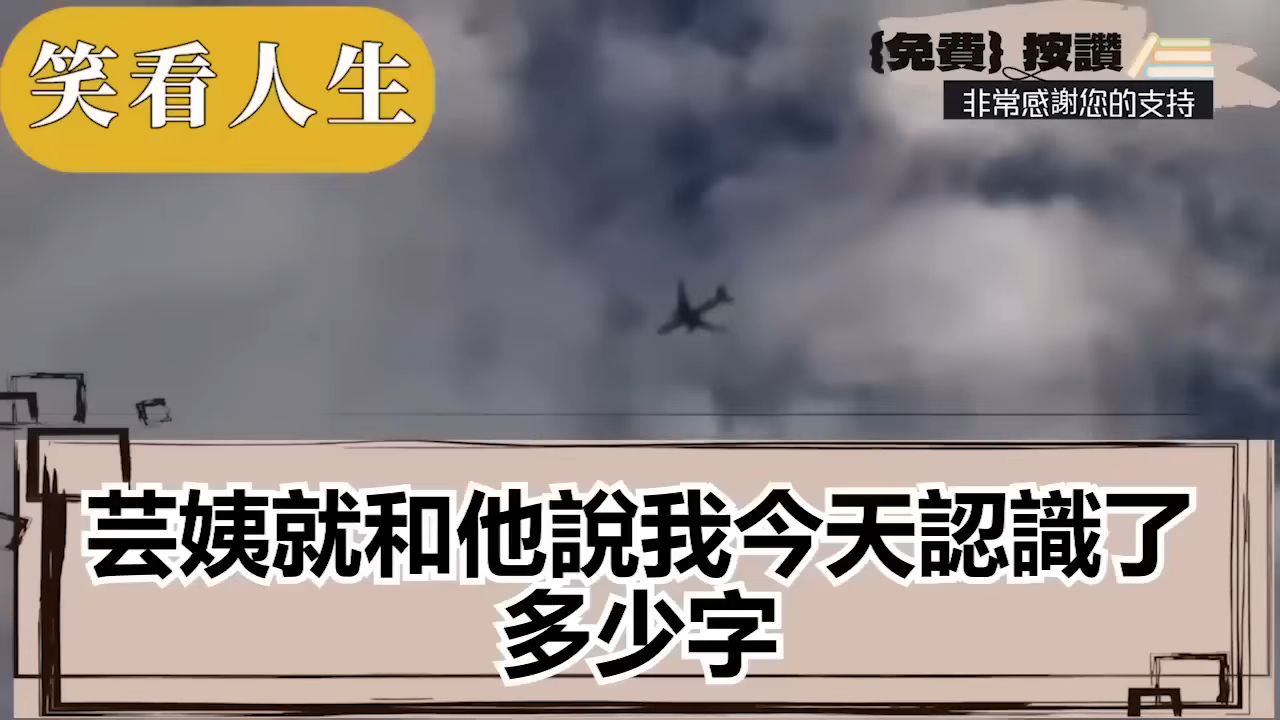 笑看人生
{免費} 按讚
非常感謝您的支持
芸姨就和他說我今天認識了
多少字